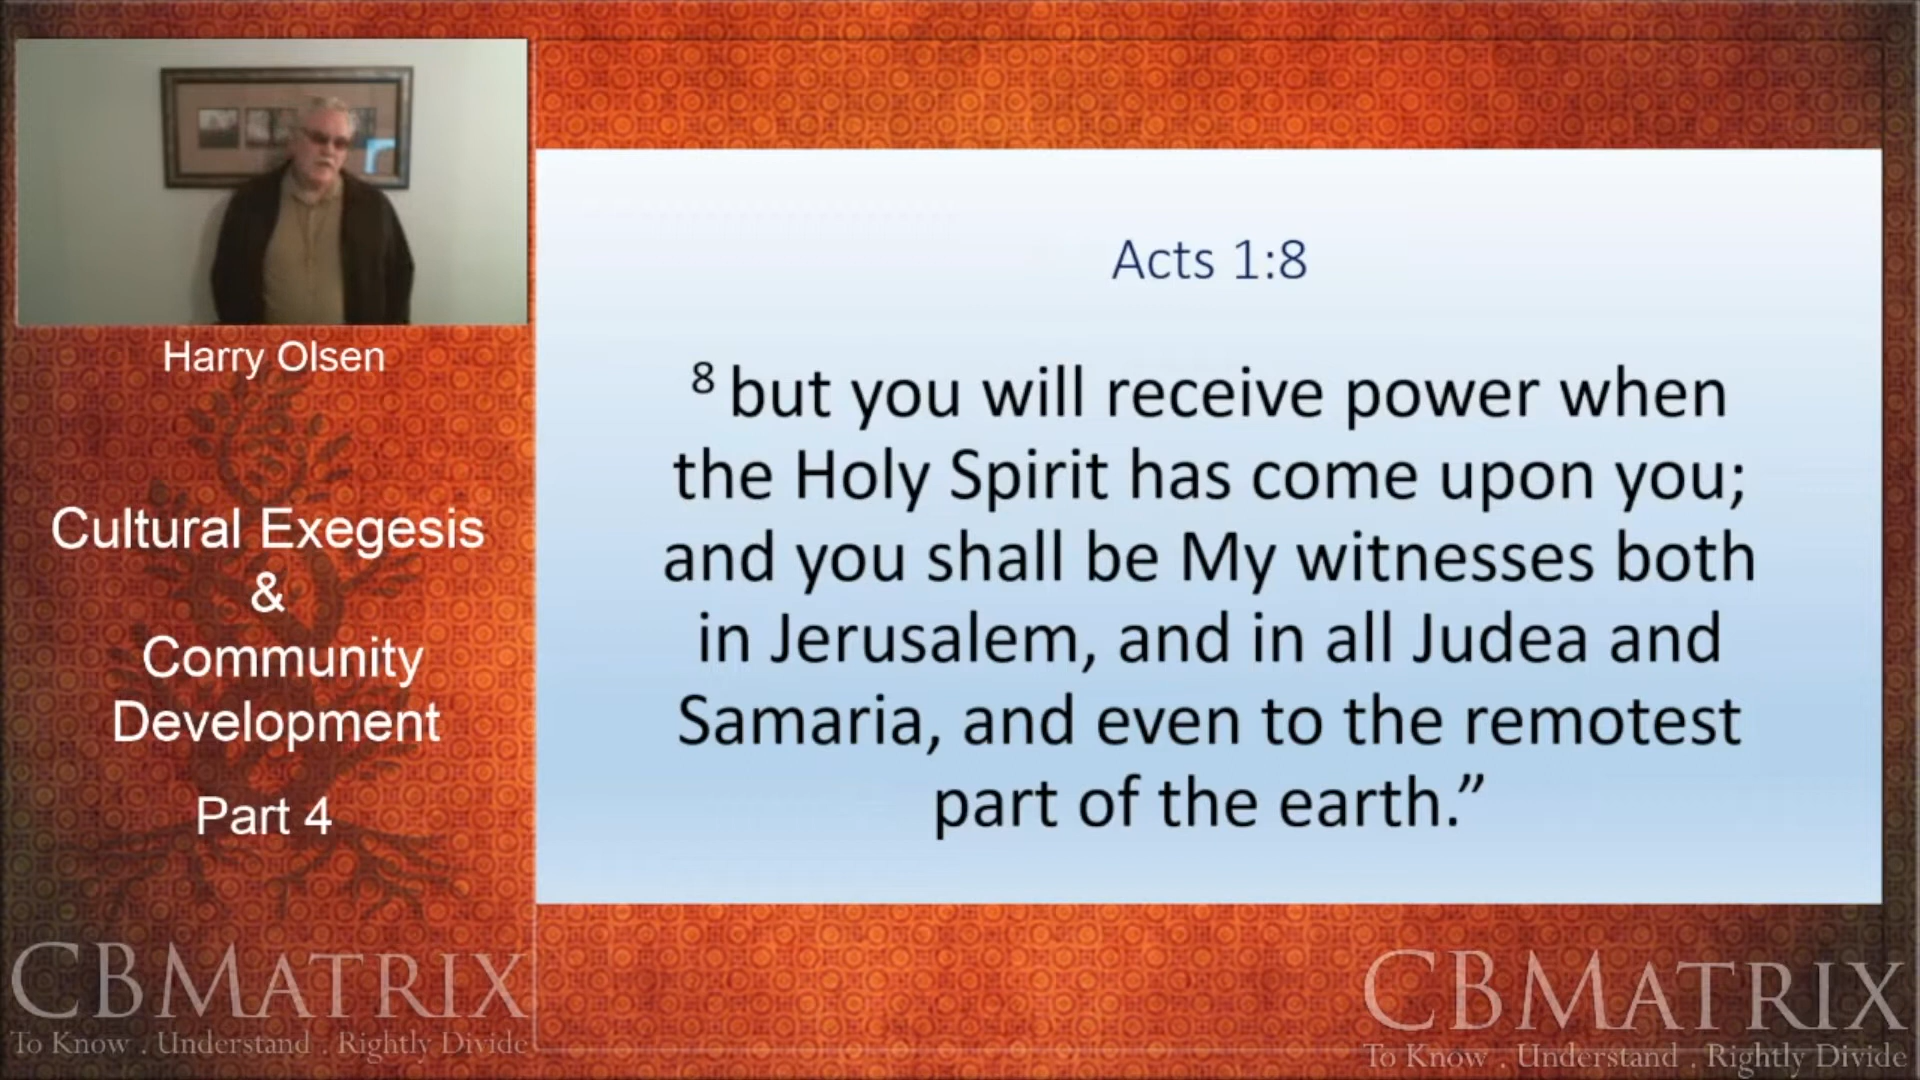 Harry Olsen
Cultural Exegesis
&
Community
Development
Part 4
Acts 1:8
8 but you will receive power when
the Holy Spirit has come upon you;
and you shall be My witnesses both
in Jerusalem, and in all Judea and
Samaria, and even to the remotest
part of the earth.”
CBMATRIX
To Know . Understand . Rightly Divide
CBMATRIX
To Know . Understand . Rightly Divide